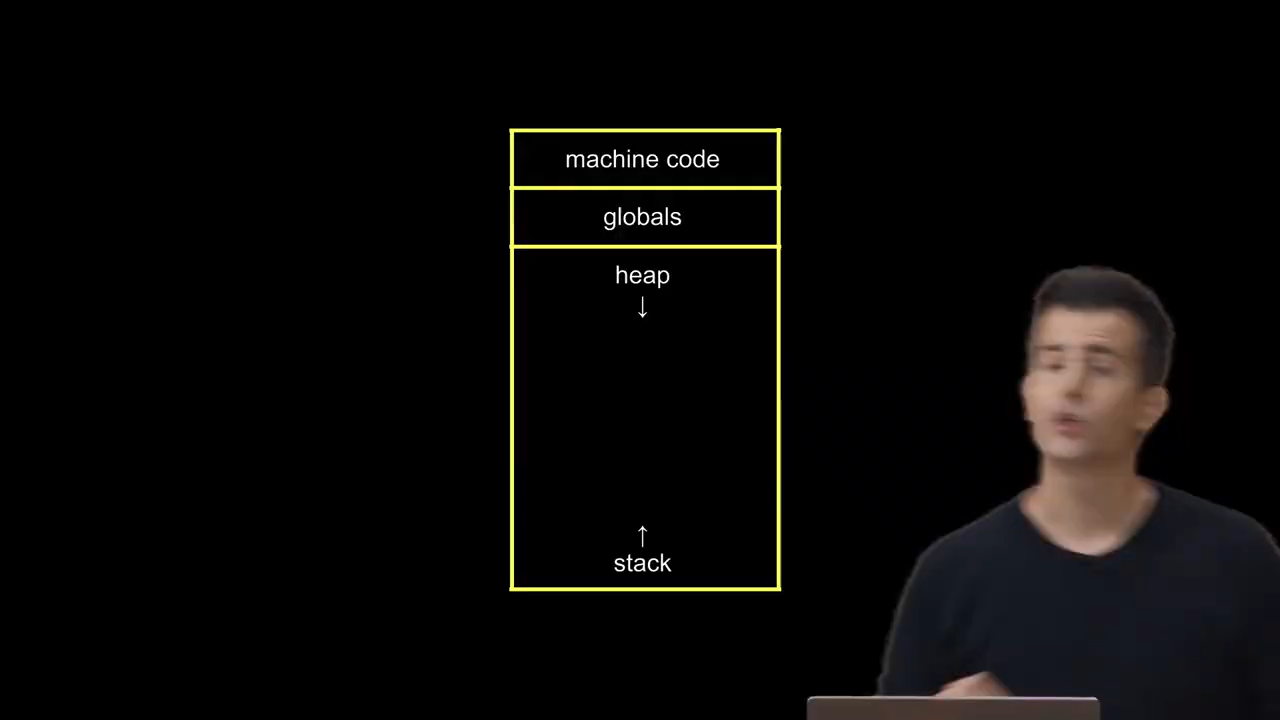 machine code
globals
heap
↓
↑
stack